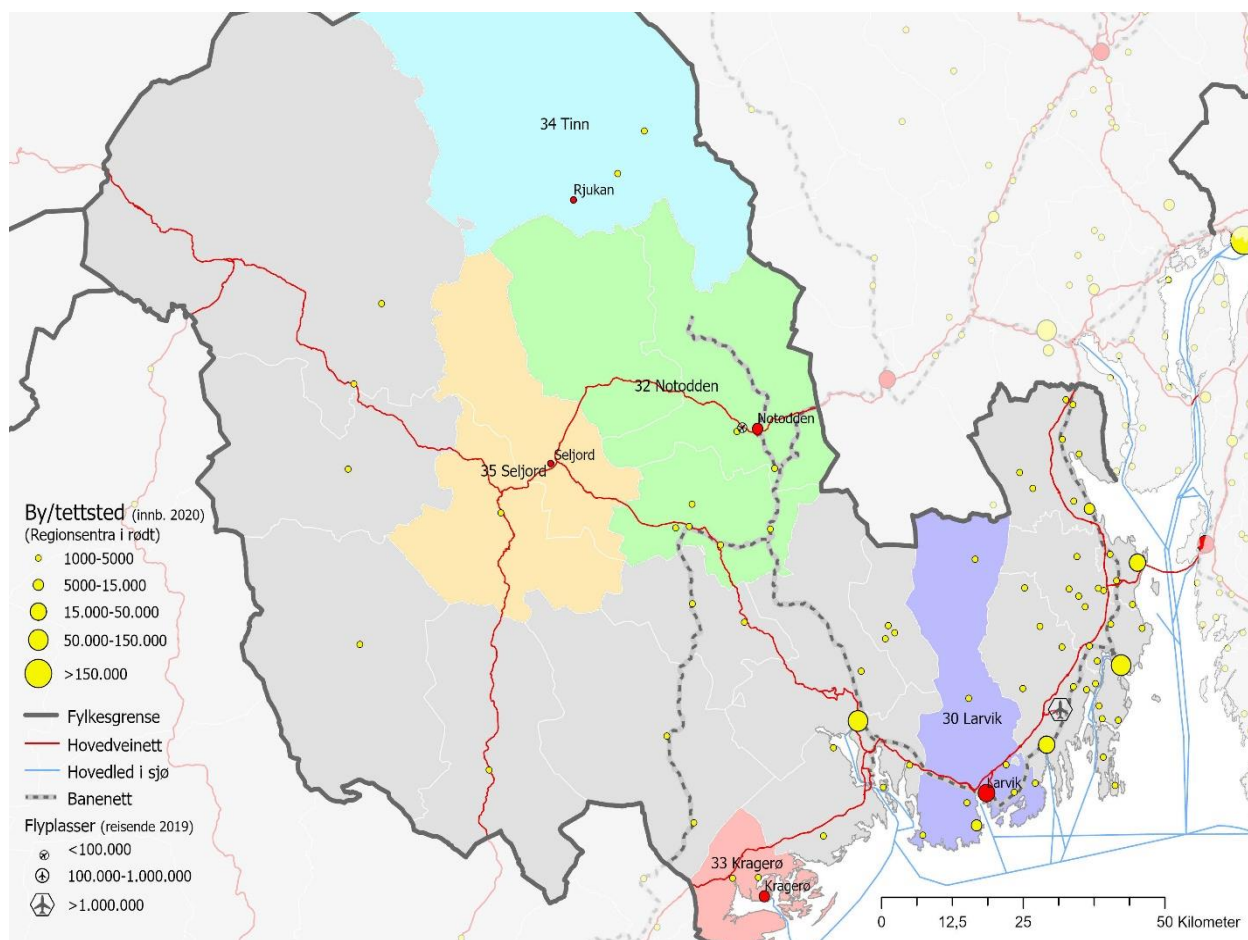 34 Tinn
Rjukan
32 Notodden
Notodden
Seljord
35 Seljord
30 Larvik
Larvik
33 Kragerø
Kragerø
By/tettsted (innb. 2020)
(Regionsentra i rødt)
1000-5000
5000-15.000
15.000-50.000
50.000-150.000
>150.000
Fylkesgrense
Hovedveinett
Hovedled i sjø
Banenett
Flyplasser (reisende 2019)
<100.000
100.000-1.000.000
>1.000.000
0 12,5 25 50 Kilometer